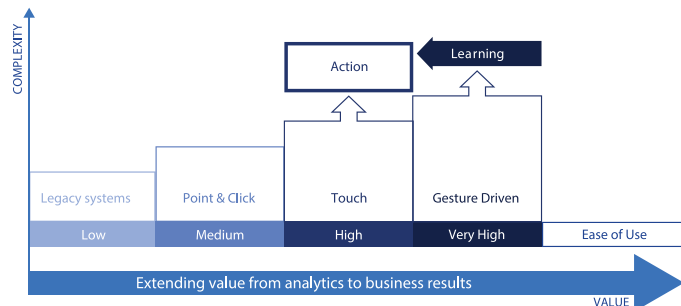 COMPLEXITY
Action
Learning
Legacy systems
Point & Click
Touch
Gesture Driven
Low
Medium
High
Very High
Ease of Use
Extending value from analytics to business results
VALUE